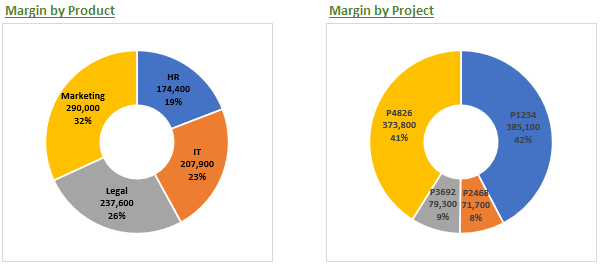 Margin by Product
HR
174,400
19%
IT
207,900
23%
Legal
237,600
26%
Marketing
290,000
32%
Margin by Project
P1234
385,100
42%
P2468
71,700
8%
P3692
79,300
9%
P4826
373,800
41%